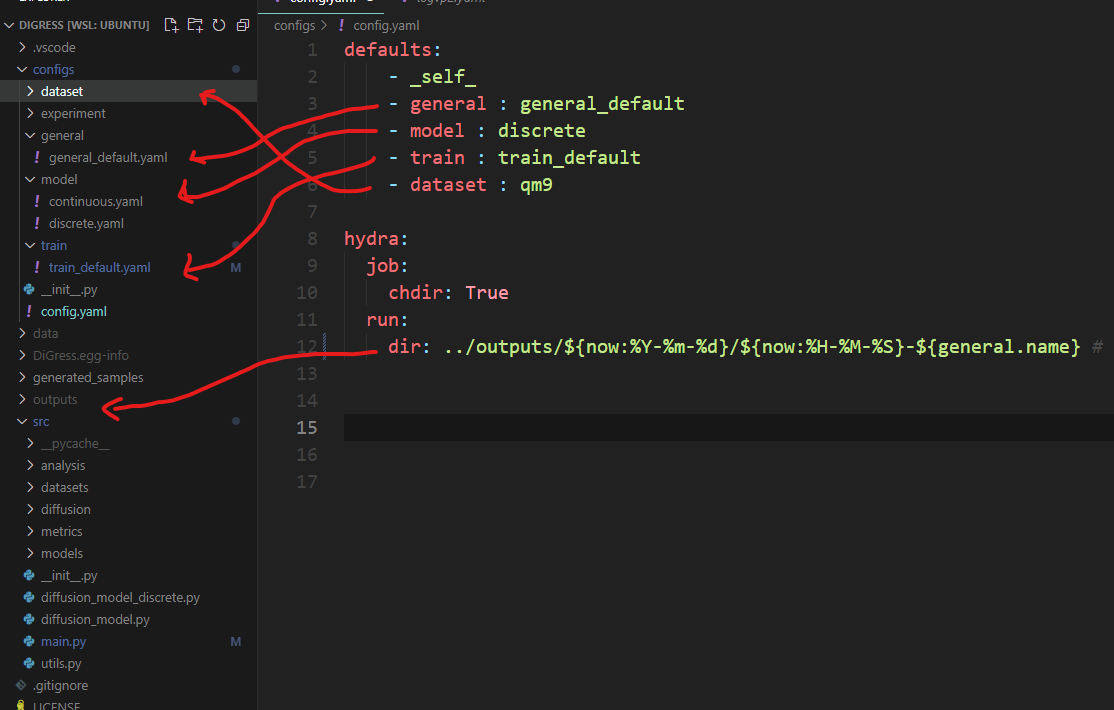 DIGRESS [WSL: UBUNTU]
.vscode
configs
dataset
experiment
general
! general_default.yaml
model
! continuous.yaml
! discrete.yaml
train
! train_default.yaml M
__init__.py
! config.yaml
data
DiGress.egg-info
generated_samples
outputs
src
__pycache__
analysis
datasets
diffusion
metrics
models
__init__.py
diffusion_model_discrete.py
diffusion_model.py
main.py M
utils.py
.gitignore
LICENSE
configs > ! config.yaml
1 defaults:
2 - _self_
3 - general : general_default
4 - model : discrete
5 - train : train_default
6 - dataset : qm9
7
8 hydra:
9 job:
10 chdir: True
11 run:
12 dir: ../outputs/${now:%Y-%m-%d}/${now:%H-%M-%S}-${general.name} #
13
14
15
16
17